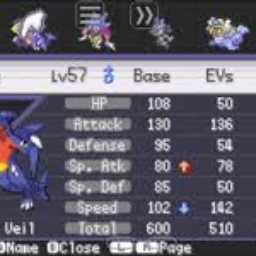 Lv57 ♂ Base EVs
HP 108 50
Attack 130 136
Defense 95 54
Sp. Atk 80 78
Sp. Def 85 50
Speed 102 142
Total 600 510
Veil
Name Close Page